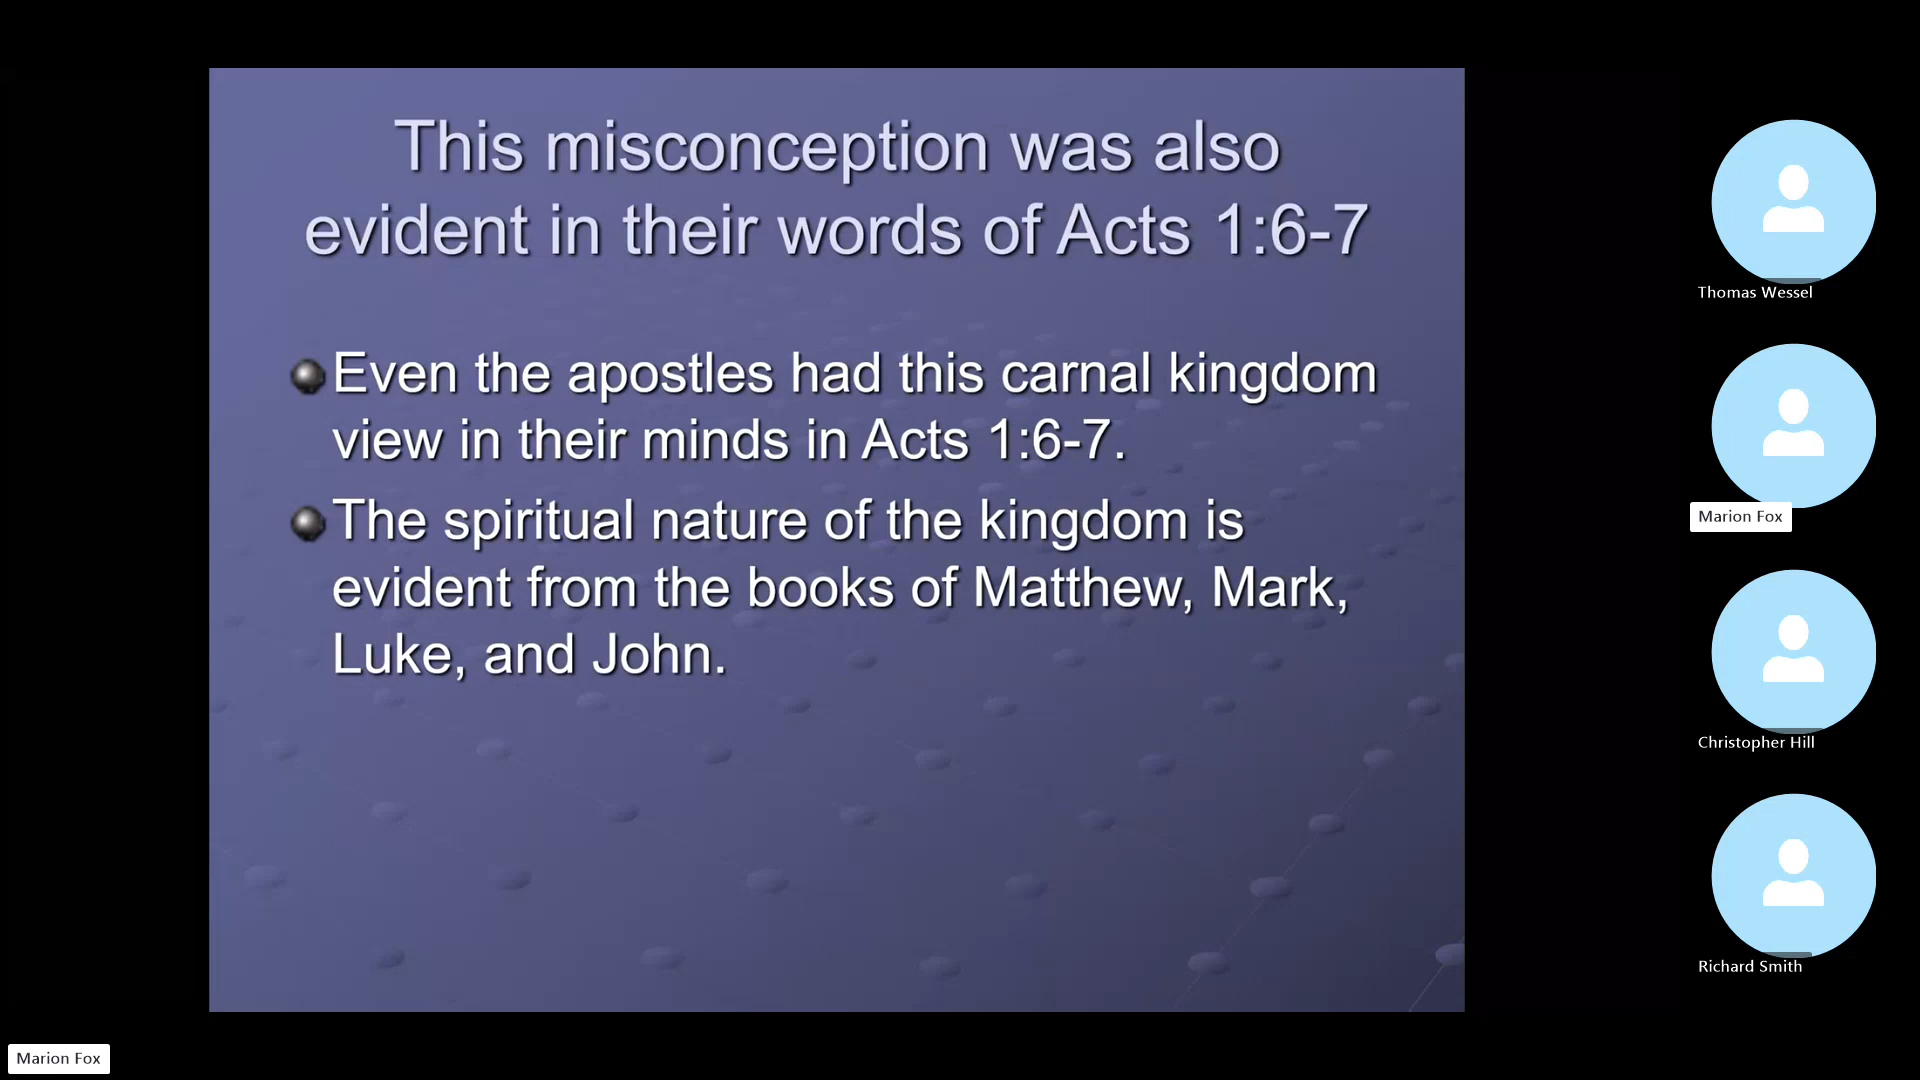 This misconception was also
evident in their words of Acts 1:6-7
Even the apostles had this carnal kingdom
view in their minds in Acts 1:6-7.
The spiritual nature of the kingdom is
evident from the books of Matthew, Mark,
Luke, and John.
Thomas Wessel
Marion Fox
Christopher Hill
Richard Smith
Marion Fox